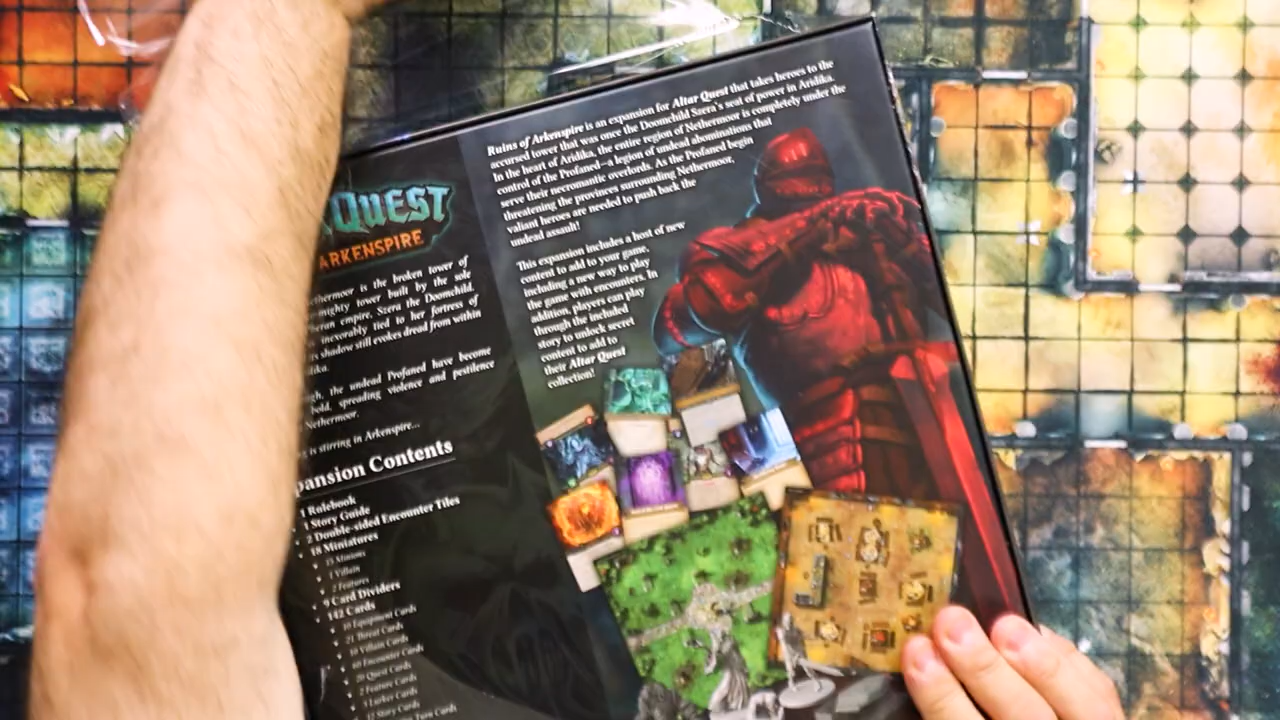 Ruins of Arkenspire is an expansion for Altar Quest that takes heroes to the
accursed tower that was once the Doomchild Szera's seat of power in Aridika.
In the heart of Aridika, the entire region of Nethermoor is completely under the
control of the Profaned—a legion of undead abominations that
serve their necromantic overlords. As the Profaned begin
threatening the provinces surrounding Nethermoor,
valiant heroes are needed to push back the
undead assault!
This expansion includes a host of new
content to add to your game,
including a new way to play
the game with encounters. In
addition, players can play
through the included
story to unlock secret
content to add to
their Altar Quest
collection!
QUEST
ARKENSPIRE
is the broken tower of
mighty tower built by the sole
empire, Szera the Doomchild.
inexorably tied to her fortress of
shadow still evokes dread from within
the undead Profaned have become
bold, spreading violence and pestilence
Nethermoor.
is stirring in Arkenspire...
Contents
1 Rulebook
1 Story Guide
2 Double-sided Encounter Tiles
18 Miniatures
15 Minions
1 Villain
2 Features
9 Card Dividers
142 Cards
10 Equipment Cards
21 Threat Cards
10 Villain Cards
60 Encounter Cards
20 Quest Cards
2 Feature Cards
3 Lurker Cards
12 Story Cards
Turn Cards